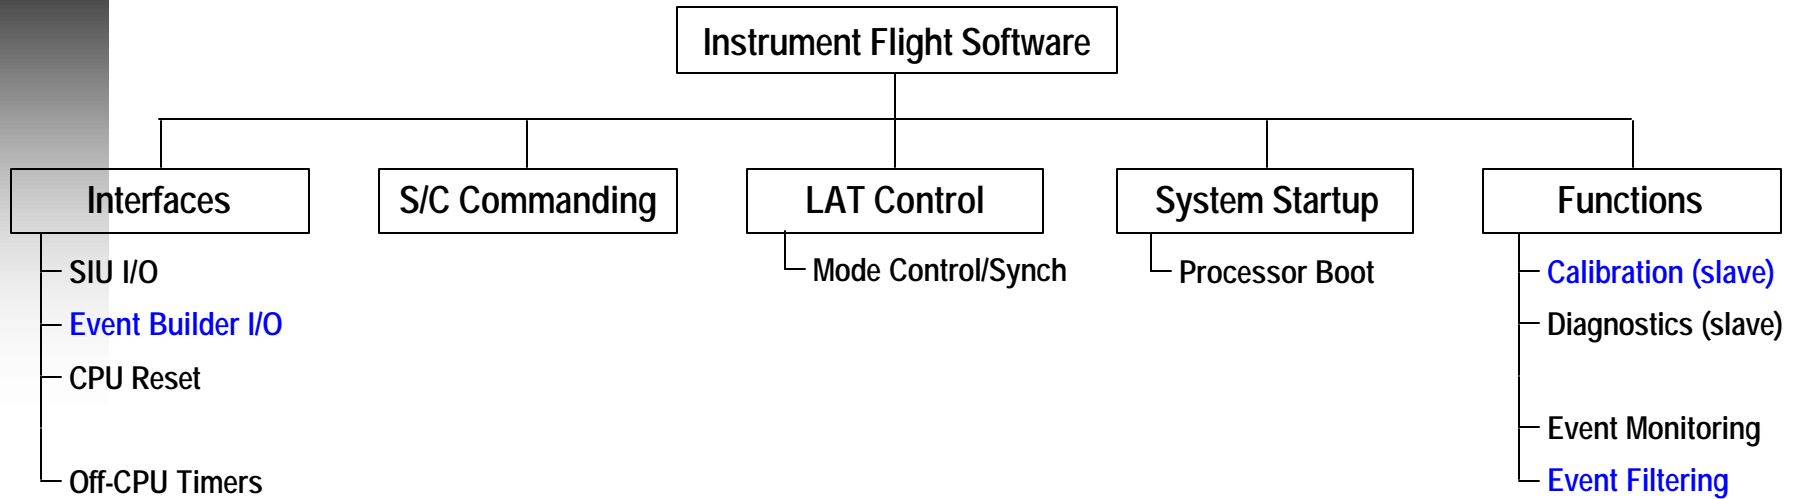 Instrument Flight Software
Interfaces
S/C Commanding
LAT Control
System Startup
Functions
SIU I/O
Event Builder I/O
CPU Reset
Off-CPU Timers
Mode Control/Synch
Processor Boot
Calibration (slave)
Diagnostics (slave)
Event Monitoring
Event Filtering